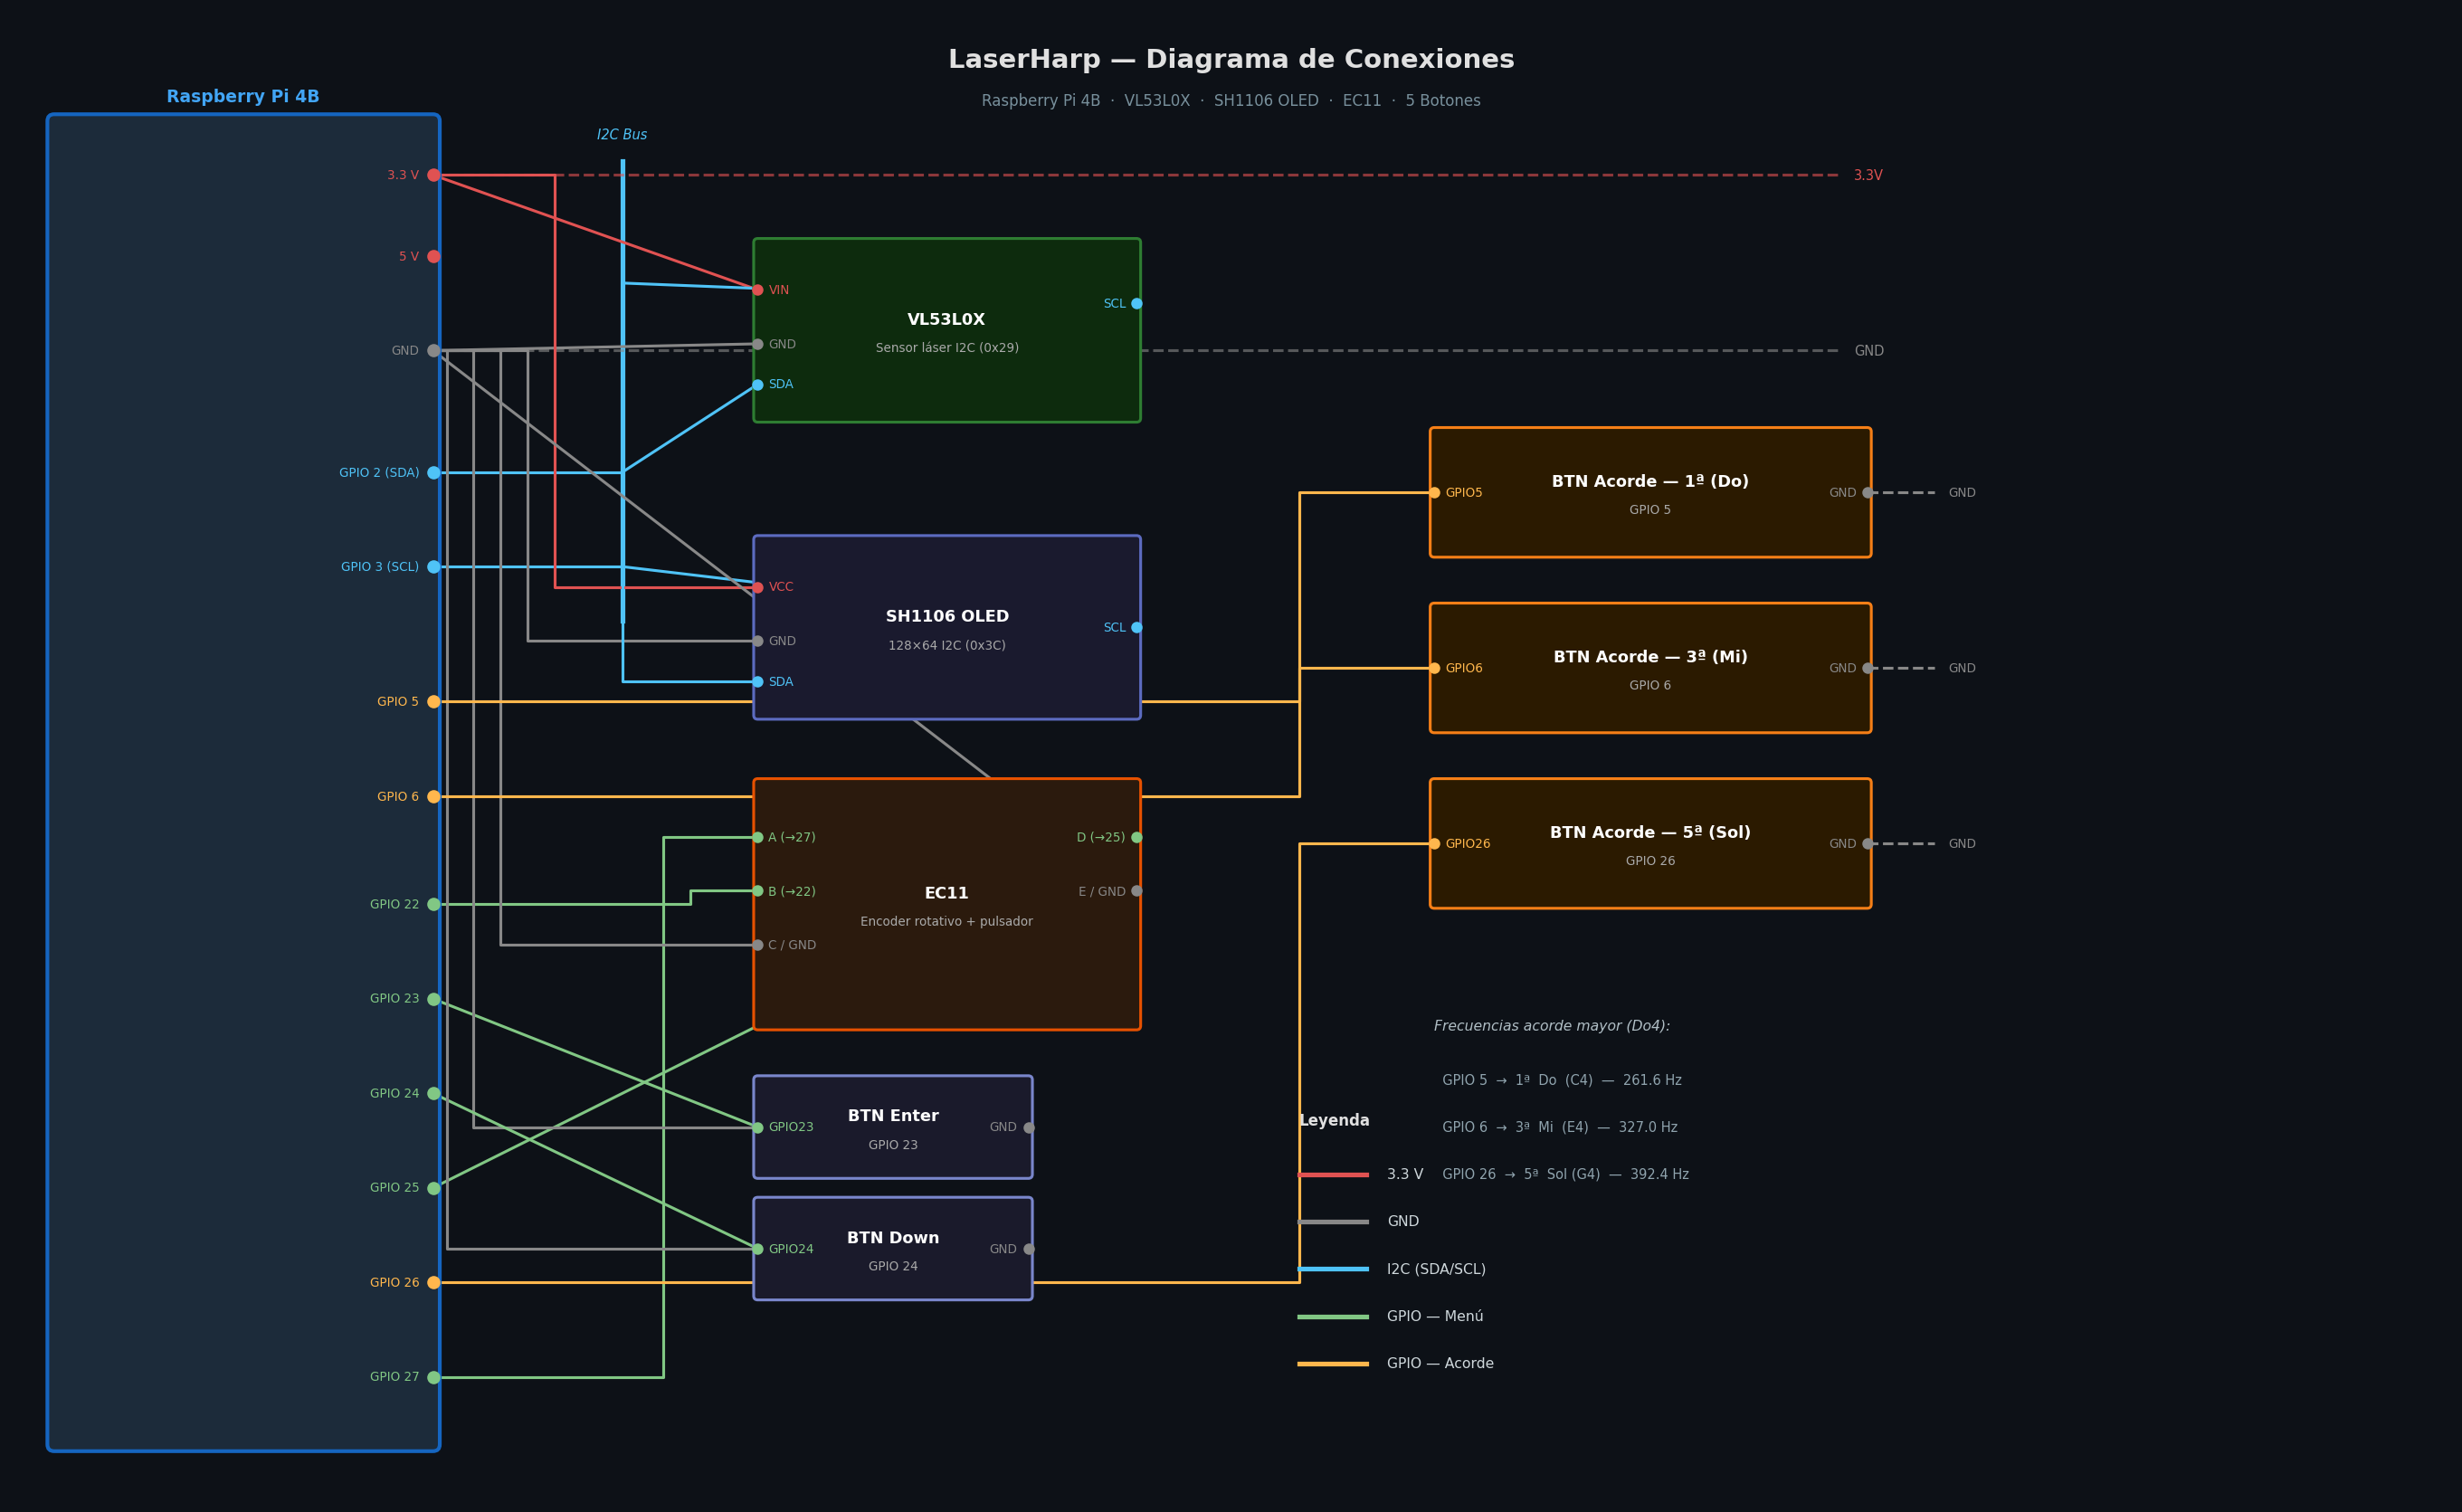 LaserHarp — Diagrama de Conexiones
Raspberry Pi 4B · VL53L0X · SH1106 OLED · EC11 · 5 Botones
Raspberry Pi 4B
3.3 V
5 V
GND
GPIO 2 (SDA)
GPIO 3 (SCL)
GPIO 5
GPIO 6
GPIO 22
GPIO 23
GPIO 24
GPIO 25
GPIO 26
GPIO 27
I2C Bus
3.3V
GND
VIN
GND
SDA
VL53L0X
Sensor láser I2C (0x29)
SCL
VCC
GND
SDA
SH1106 OLED
128×64 I2C (0x3C)
SCL
A (→27)
B (→22)
C / GND
EC11
Encoder rotativo + pulsador
D (→25)
E / GND
GPIO23
BTN Enter
GPIO 23
GND
GPIO24
BTN Down
GPIO 24
GND
GPIO5
BTN Acorde — 1ª (Do)
GPIO 5
GND
GND
GPIO6
BTN Acorde — 3ª (Mi)
GPIO 6
GND
GND
GPIO26
BTN Acorde — 5ª (Sol)
GPIO 26
GND
GND
Frecuencias acorde mayor (Do4):
GPIO 5 → 1ª Do (C4) — 261.6 Hz
GPIO 6 → 3ª Mi (E4) — 327.0 Hz
GPIO 26 → 5ª Sol (G4) — 392.4 Hz
Leyenda
3.3 V
GND
I2C (SDA/SCL)
GPIO — Menú
GPIO — Acorde